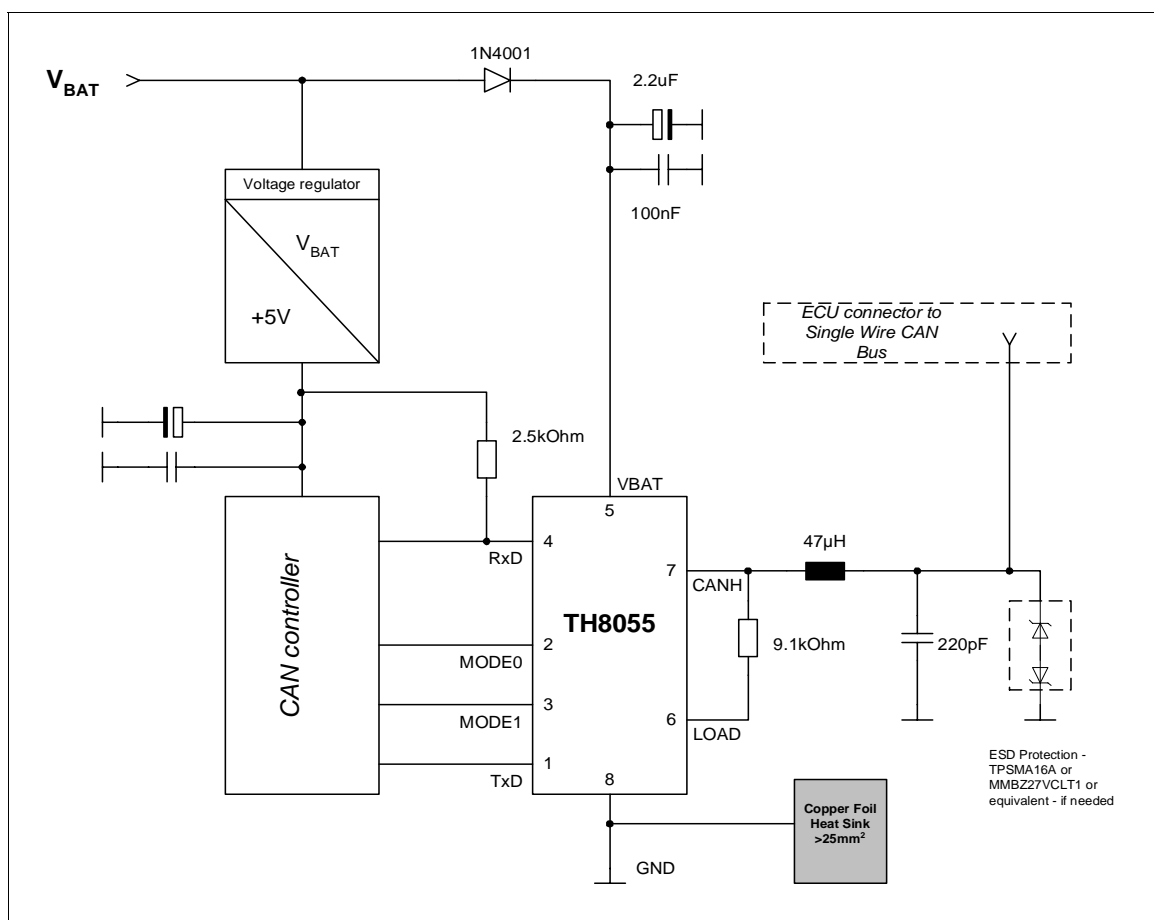 1N4001
V_BAT
2.2uF
Voltage regulator
100nF
V_BAT
+5V
ECU connector to
Single Wire CAN
Bus
2.5kOhm
VBAT
5
4
RxD
47µH
7
CANH
CAN controller
TH8055
2
MODE0
9.1kOhm
220pF
3
MODE1
6
LOAD
1
TxD
8
ESD Protection -
TPSMA16A or
MMBZ27VCLT1 or
equivalent - if needed
Copper Foil
Heat Sink
>25mm²
GND